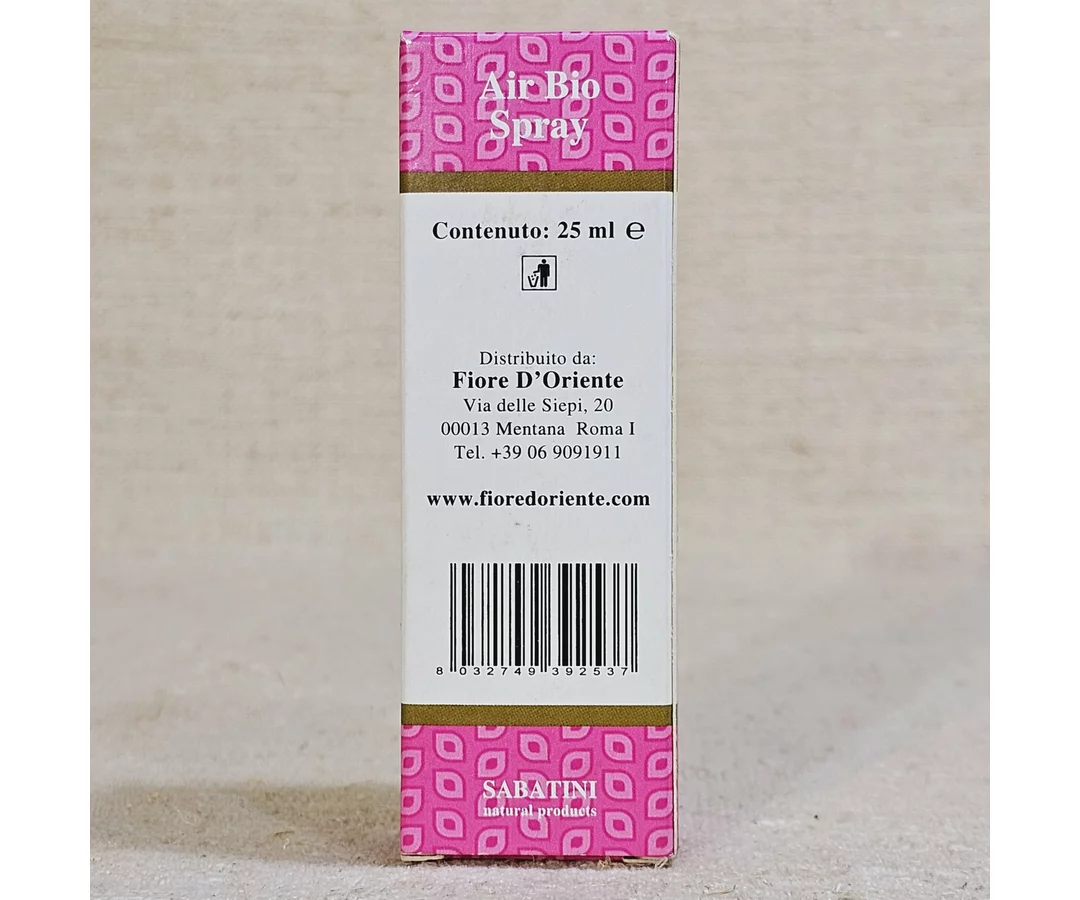 Air Bio
Spray
Contenuto: 25 ml ℮
Distribuito da:
Fiore D’Oriente
Via delle Siepi, 20
00013 Mentana Roma I
Tel. +39 06 9091911
www.fioredoriente.com
8 032749 392537
SABATINI
natural products